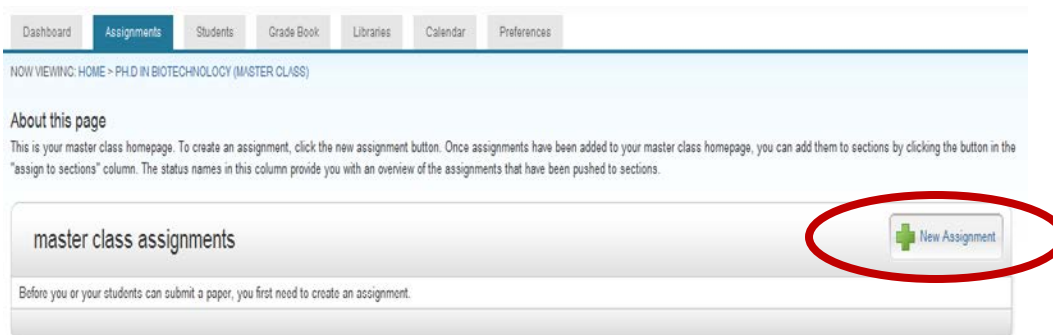 Dashboard Assignments Students Grade Book Libraries Calendar Preferences
NOW VIEWING: HOME > PH.D IN BIOTECHNOLOGY (MASTER CLASS)
About this page
This is your master class homepage. To create an assignment, click the new assignment button. Once assignments have been added to your master class homepage, you can add them to sections by clicking the button in the
"assign to sections" column. The status names in this column provide you with an overview of the assignments that have been pushed to sections.
master class assignments
New Assignment
Before you or your students can submit a paper, you first need to create an assignment.